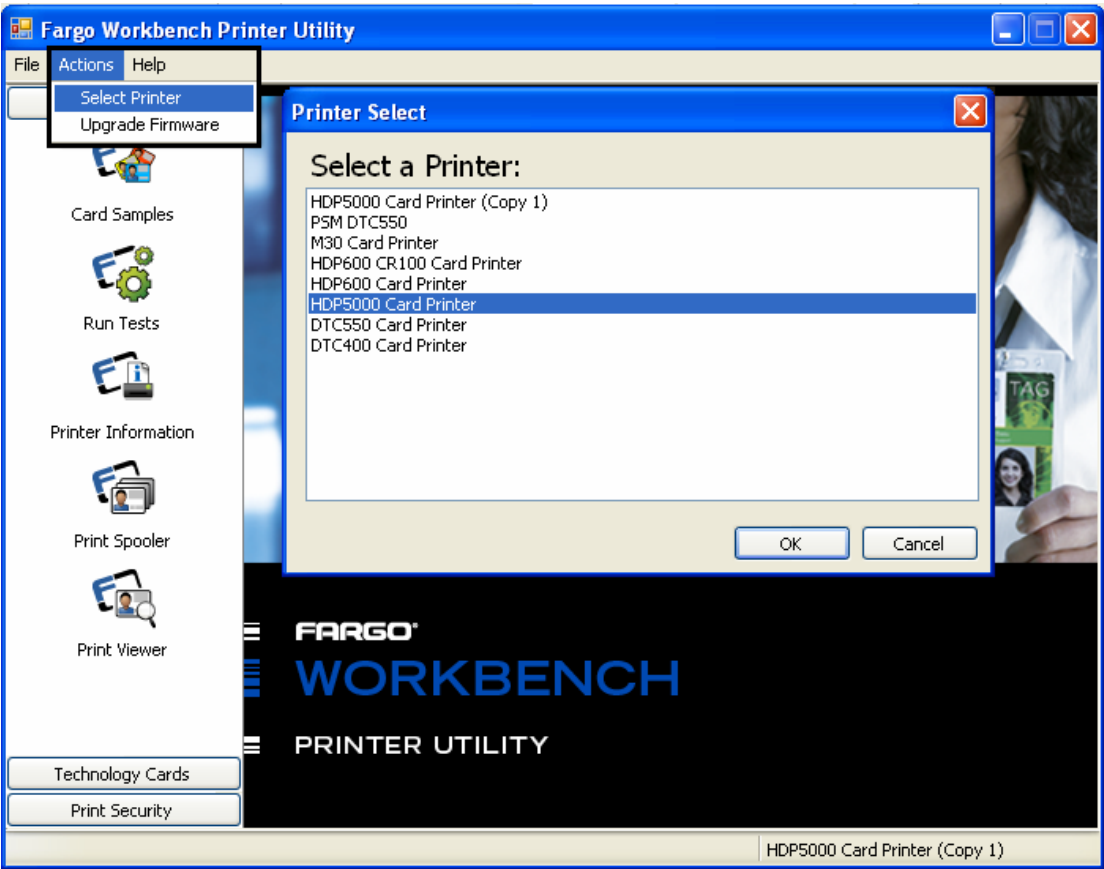 Fargo Workbench Printer Utility
File Actions Help
Select Printer
Upgrade Firmware
Card Samples
Run Tests
Printer Information
Print Spooler
Print Viewer
Technology Cards
Print Security
Printer Select
Select a Printer:
HDP5000 Card Printer (Copy 1)
PSM DTC550
M30 Card Printer
HDP600 CR100 Card Printer
HDP600 Card Printer
HDP5000 Card Printer
DTC550 Card Printer
DTC400 Card Printer
OK Cancel
TAG
FARGO
WORKBENCH
PRINTER UTILITY
HDP5000 Card Printer (Copy 1)